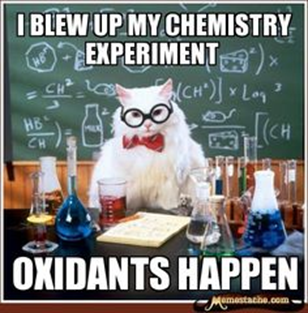 I BLEW UP MY CHEMISTRY
EXPERIMENT
OXIDANTS HAPPEN
Memestache.com